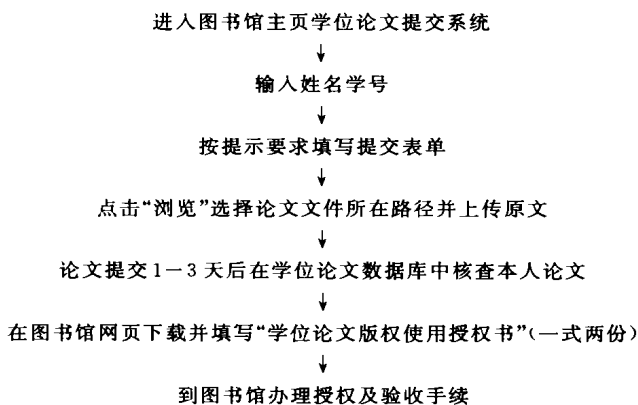 进入图书馆主页学位论文提交系统
↓
输入姓名学号
↓
按提示要求填写提交表单
↓
点击“浏览”选择论文文件所在路径并上传原文
↓
论文提交1—3天后在学位论文数据库中核查本人论文
↓
在图书馆网页下载并填写“学位论文版权使用授权书”(一式两份)
↓
到图书馆办理授权及验收手续